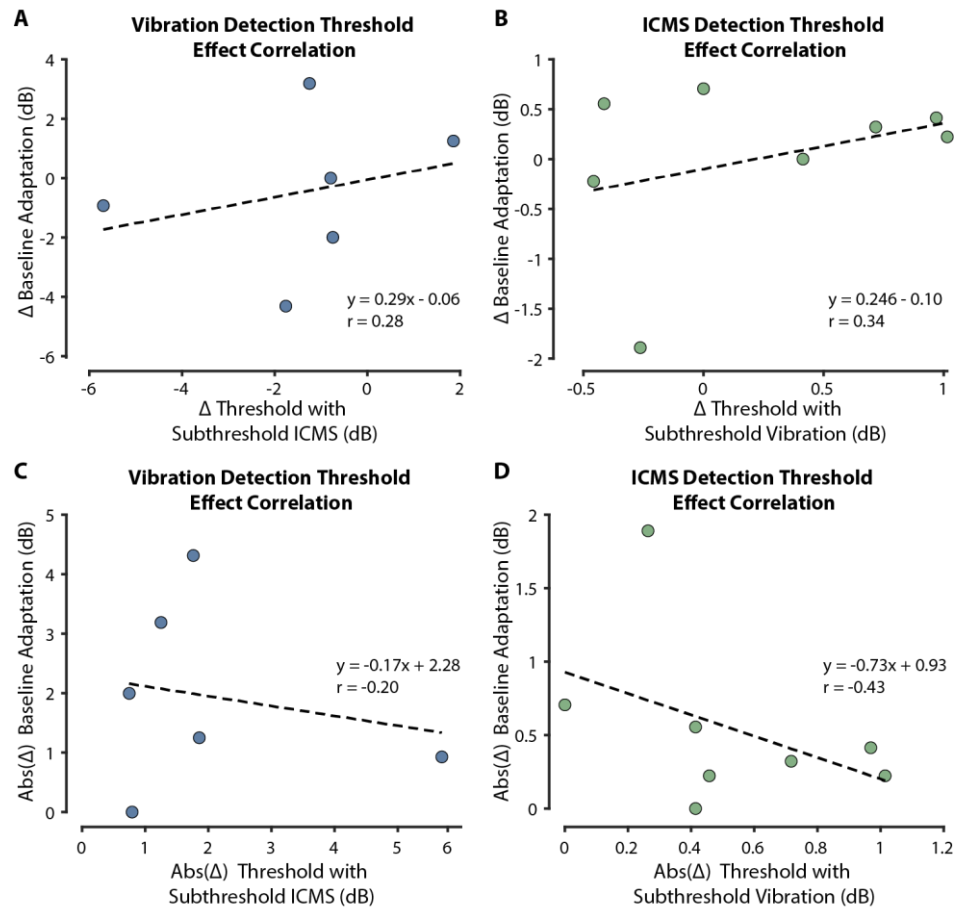 A
Vibration Detection Threshold
Effect Correlation
Δ Baseline Adaptation (dB)
4
2
0
-2
-4
-6
-6
-4
-2
0
2
y = 0.29x - 0.06
r = 0.28
Δ Threshold with
Subthreshold ICMS (dB)
B
ICMS Detection Threshold
Effect Correlation
Δ Baseline Adaptation (dB)
1
0.5
0
-0.5
-1
-1.5
-2
-0.5
0
0.5
1
y = 0.246 - 0.10
r = 0.34
Δ Threshold with
Subthreshold Vibration (dB)
C
Vibration Detection Threshold
Effect Correlation
Abs(Δ) Baseline Adaptation (dB)
5
4
3
2
1
0
0
1
2
3
4
5
6
y = -0.17x + 2.28
r = -0.20
Abs(Δ) Threshold with
Subthreshold ICMS (dB)
D
ICMS Detection Threshold
Effect Correlation
Abs(Δ) Baseline Adaptation (dB)
2
1.5
1
0.5
0
0
0.2
0.4
0.6
0.8
1
1.2
y = -0.73x + 0.93
r = -0.43
Abs(Δ) Threshold with
Subthreshold Vibration (dB)